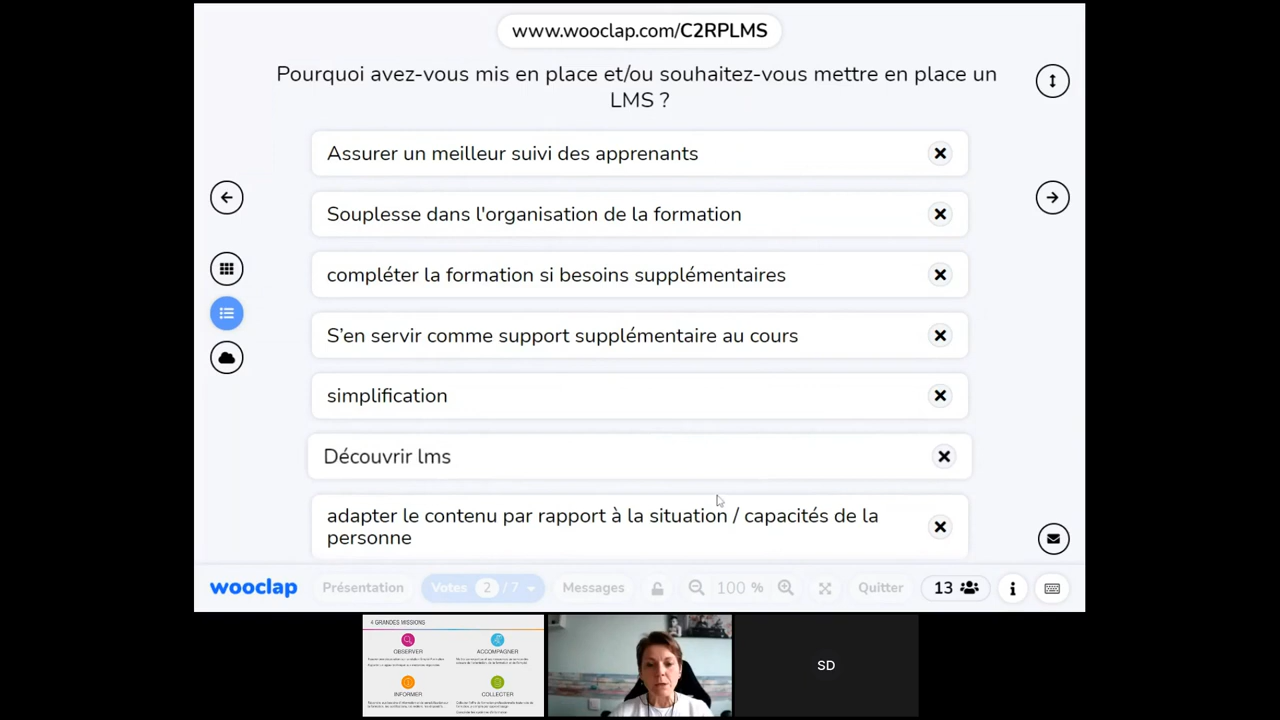 www.wooclap.com/C2RPLMS
Pourquoi avez-vous mis en place et/ou souhaitez-vous mettre en place un
LMS ?
Assurer un meilleur suivi des apprenants
Souplesse dans l'organisation de la formation
compléter la formation si besoins supplémentaires
S’en servir comme support supplémentaire au cours
simplification
Découvrir lms
adapter le contenu par rapport à la situation / capacités de la
personne
wooclap Présentation Votes 2 / 7 Messages 100 % Quitter 13
4 GRANDES MISSIONS
OBSERVER ACCOMPAGNER
INFORMER COLLECTER
SD